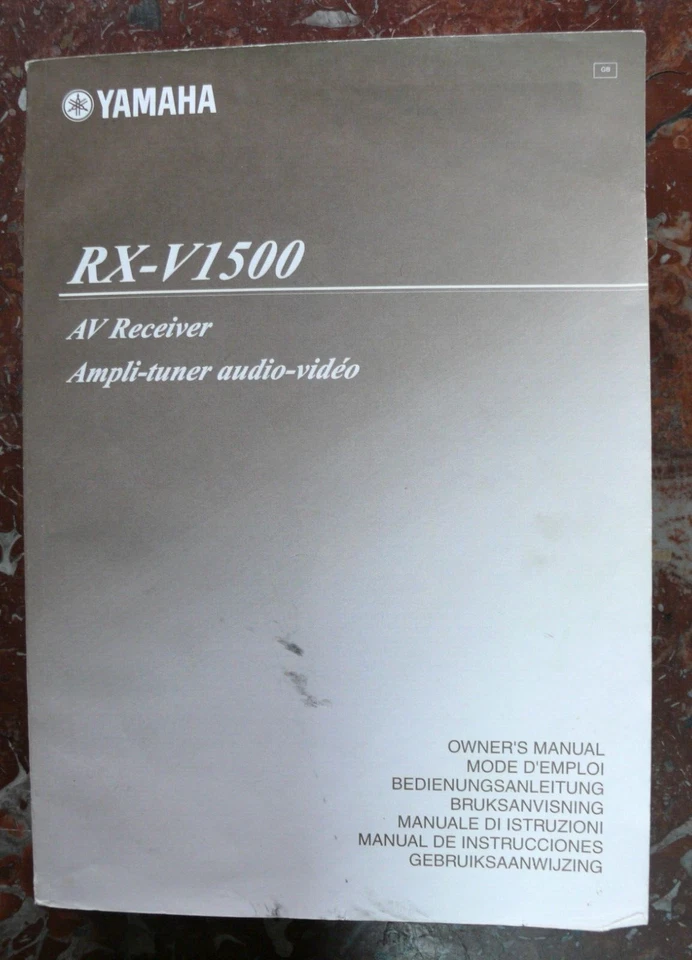 GB
YAMAHA
RX-V1500
AV Receiver
Ampli-tuner audio-vidéo
OWNER'S MANUAL
MODE D'EMPLOI
BEDIENUNGSANLEITUNG
BRUKSANVISNING
MANUALE DI ISTRUZIONI
MANUAL DE INSTRUCCIONES
GEBRUIKSAANWIJZING